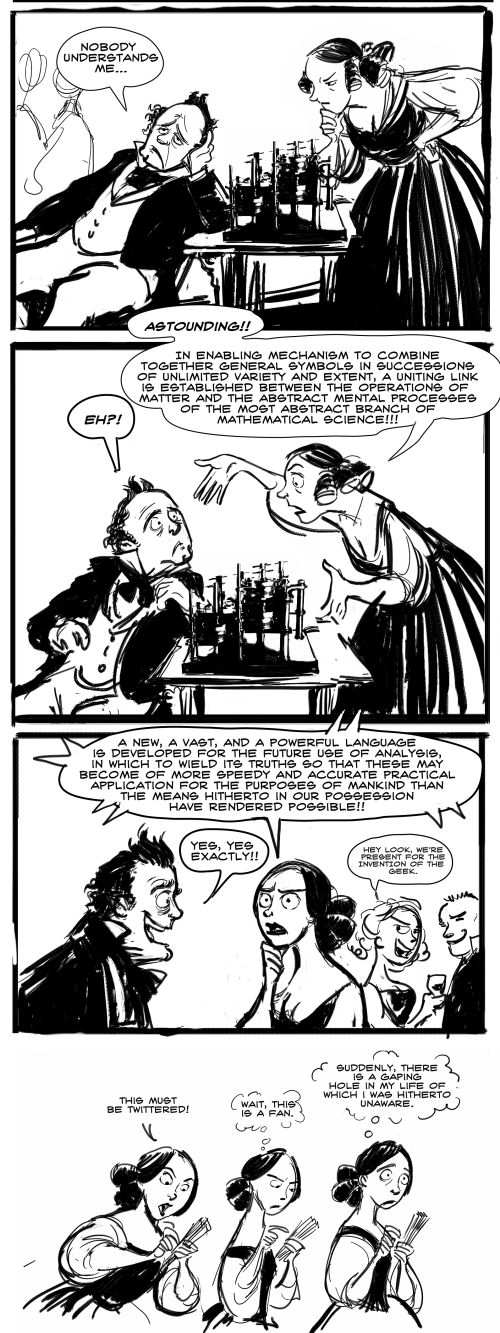 NOBODY
UNDERSTANDS
ME...
ASTOUNDING!!
IN ENABLING MECHANISM TO COMBINE
TOGETHER GENERAL SYMBOLS IN SUCCESSIONS
OF UNLIMITED VARIETY AND EXTENT, A UNITING LINK
IS ESTABLISHED BETWEEN THE OPERATIONS OF
MATTER AND THE ABSTRACT MENTAL PROCESSES
OF THE MOST ABSTRACT BRANCH OF
MATHEMATICAL SCIENCE!!!
EH?!
A NEW, A VAST, AND A POWERFUL LANGUAGE
IS DEVELOPED FOR THE FUTURE USE OF ANALYSIS,
IN WHICH TO WIELD ITS TRUTHS SO THAT THESE MAY
BECOME OF MORE SPEEDY AND ACCURATE PRACTICAL
APPLICATION FOR THE PURPOSES OF MANKIND THAN
THE MEANS HITHERTO IN OUR POSSESSION
HAVE RENDERED POSSIBLE!!
YES, YES
EXACTLY!!
HEY LOOK, WE'RE
PRESENT FOR THE
INVENTION OF THE
GEEK.
THIS MUST
BE TWITTERED!
WAIT, THIS
IS A FAN.
SUDDENLY, THERE
IS A GAPING
HOLE IN MY LIFE OF
WHICH I WAS HITHERTO
UNAWARE.